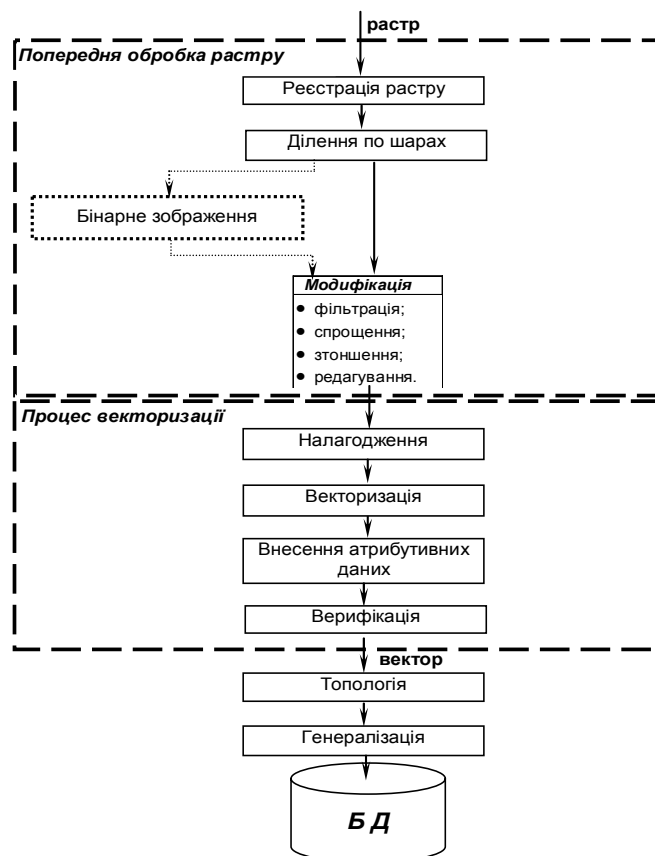 растр
Попередня обробка растру
Реєстрація растру
Ділення по шарах
Бінарне зображення
Модифікація
• фільтрація;
• спрощення;
• зтоншення;
• редагування.
Процес векторизації
Налагодження
Векторизація
Внесення атрибутивних
даних
Верифікація
вектор
Топологія
Генералізація
Б Д